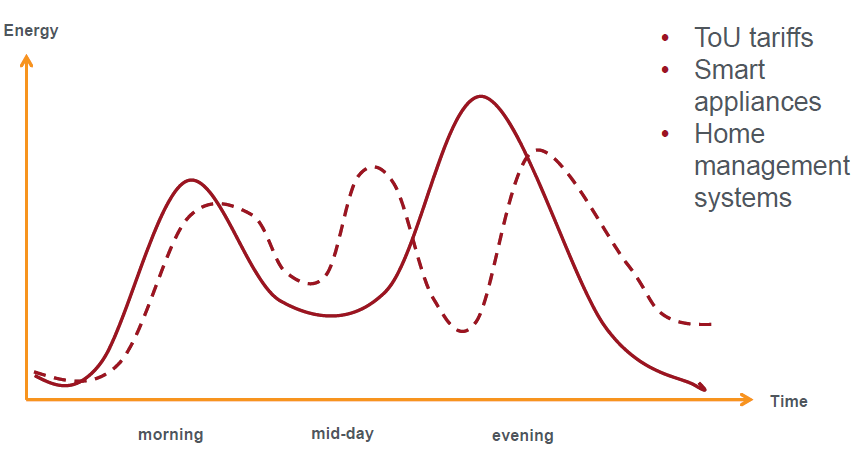 Energy
• ToU tariffs
• Smart
appliances
• Home
management
systems
Time
morning
mid-day
evening